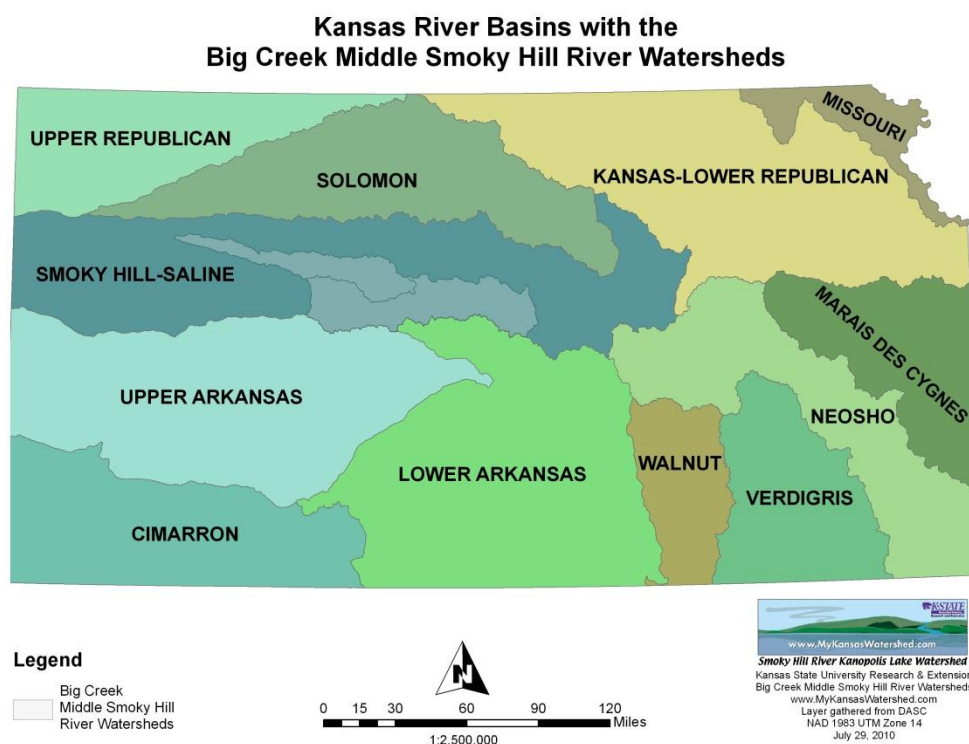 Kansas River Basins with the
Big Creek Middle Smoky Hill River Watersheds
MISSOURI
UPPER REPUBLICAN
SOLOMON
KANSAS-LOWER REPUBLICAN
SMOKY HILL-SALINE
MARAIS DES CYGNES
UPPER ARKANSAS
NEOSHO
LOWER ARKANSAS
WALNUT
VERDIGRIS
CIMARRON
Legend
Big Creek
Middle Smoky Hill
River Watersheds
N
0 15 30 60 90 120
Miles
1:2,500,000
K-STATE
www.MyKansasWatershed.com
Smoky Hill River Kanopolis Lake Watershed
Kansas State University Research & Extension
Big Creek Middle Smoky Hill River Watersheds
www.MyKansasWatershed.com
Layer gathered from DASC
NAD 1983 UTM Zone 14
July 29, 2010